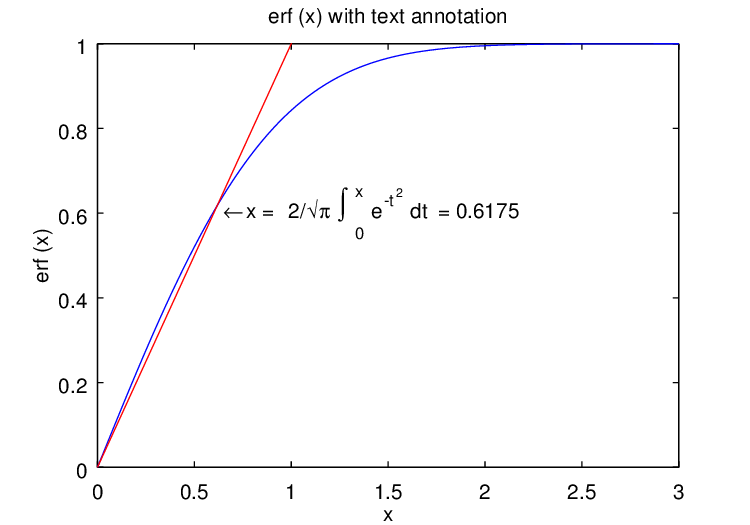 erf (x) with text annotation
1
0.8
0.6
0.4
0.2
0
erf (x)
←x = 2/√π ∫₀ˣ e^-t² dt = 0.6175
0 0.5 1 1.5 2 2.5 3
x